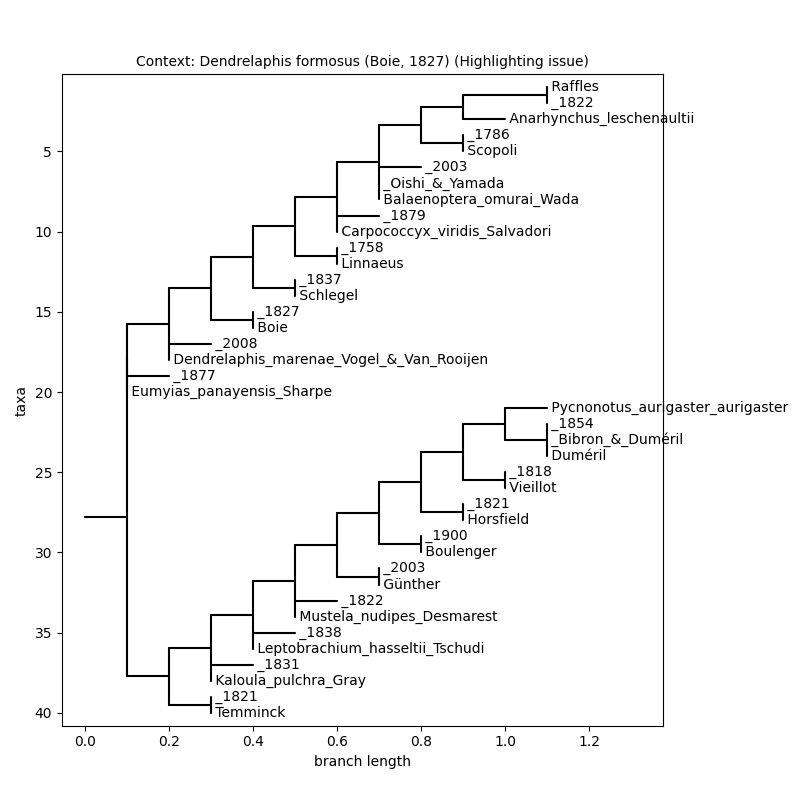 Context: Dendrelaphis formosus (Boie, 1827) (Highlighting issue)
Raffles
_1822
Anarhynchus_leschenaultii
_1786
5
Scopoli
_2003
_Oishi_&_Yamada
Balaenoptera_omurai_Wada
_1879
10
Carpococcyx_viridis_Salvadori
_1758
Linnaeus
_1837
Schlegel
15
_1827
Boie
_2008
Dendrelaphis_marenae_Vogel_&_Van_Rooijen
_1877
20
Eumyias_panayensis_Sharpe
taxa
Pycnonotus_aurigaster_aurigaster
_1854
_Bibron_&_Duméril
Duméril
25
_1818
Vieillot
_1821
Horsfield
_1900
30
Boulenger
_2003
Günther
_1822
Mustela_nudipes_Desmarest
35
_1838
Leptobrachium_hasseltii_Tschudi
_1831
Kaloula_pulchra_Gray
_1821
40
Temminck
0.0 0.2 0.4 0.6 0.8 1.0 1.2
branch length